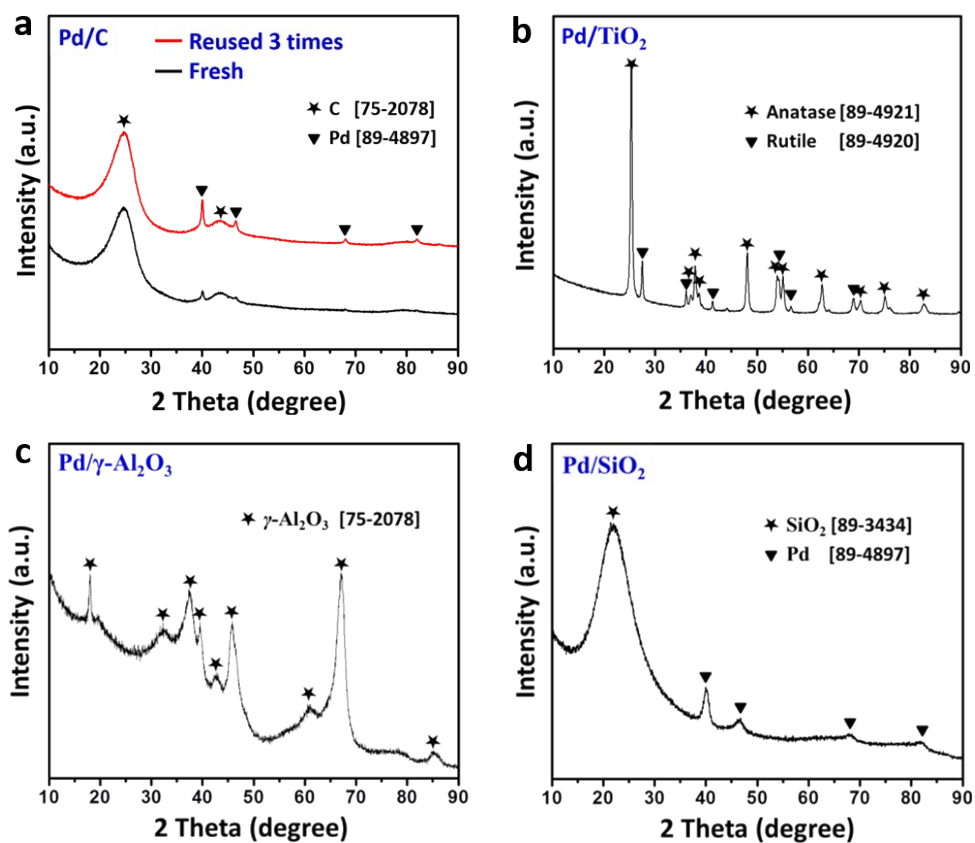 a
Pd/C
Reused 3 times
Fresh
★ C [75-2078]
▼ Pd [89-4897]
Intensity (a.u.)
10 20 30 40 50 60 70 80 90
2 Theta (degree)
b
Pd/TiO₂
★ Anatase [89-4921]
▼ Rutile [89-4920]
Intensity (a.u.)
10 20 30 40 50 60 70 80 90
2 Theta (degree)
c
Pd/γ-Al₂O₃
★ γ-Al₂O₃ [75-2078]
Intensity (a.u.)
10 20 30 40 50 60 70 80 90
2 Theta (degree)
d
Pd/SiO₂
★ SiO₂ [89-3434]
▼ Pd [89-4897]
Intensity (a.u.)
10 20 30 40 50 60 70 80 90
2 Theta (degree)